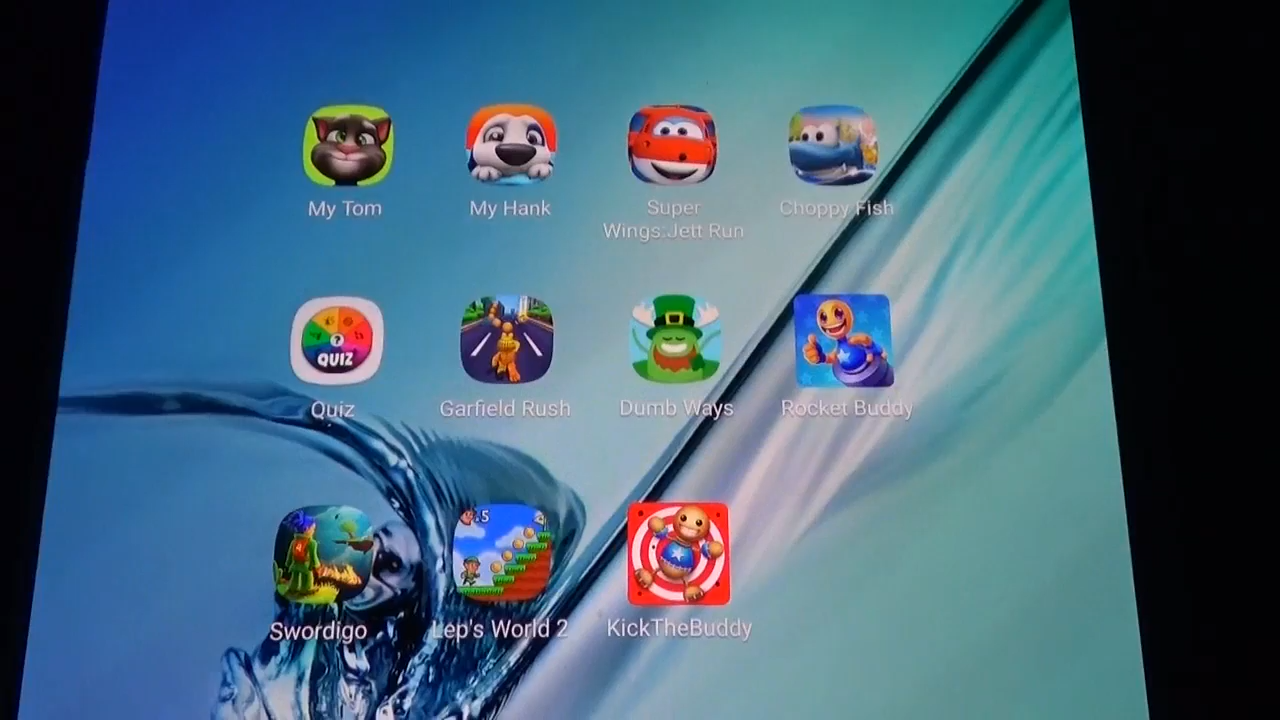 My Tom
My Hank
Super
Wings:Jett Run
Choppy Fish
? QUIZ
Quiz
Garfield Rush
Dumb Ways
Rocket Buddy
.5
Swordigo
Lep's World 2
KickTheBuddy